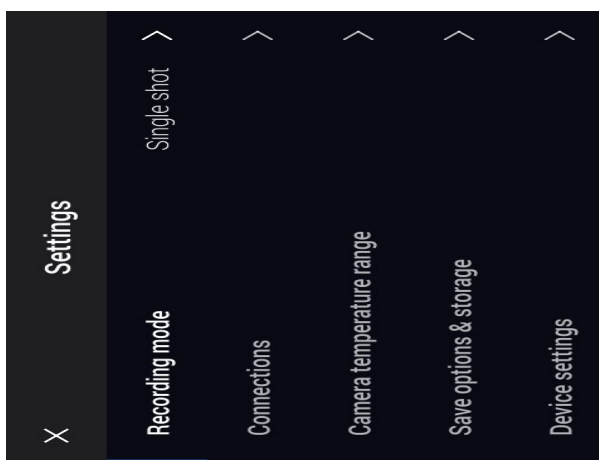 Settings
Recording mode Single shot
Connections
Camera temperature range
Save options & storage
Device settings